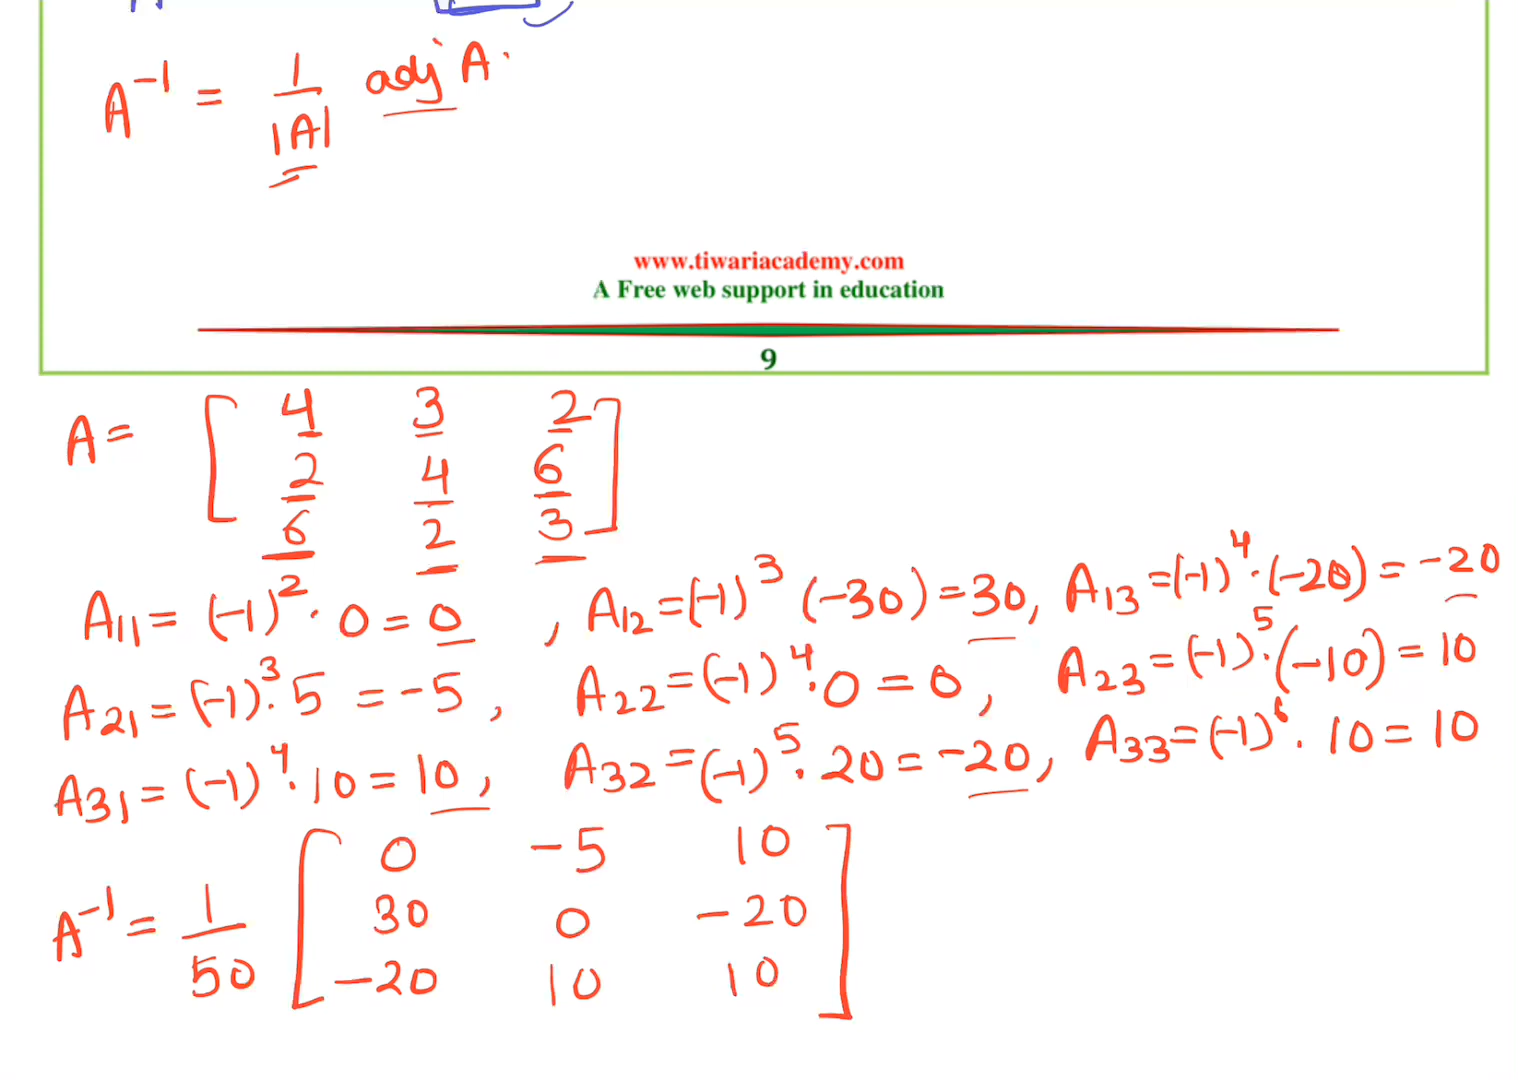 A⁻¹ = 1/|A| adj A.
www.tiwariacademy.com
A Free web support in education
9
A = [ 4 3 2
2 4 6
6 2 3 ]
A₁₁ = (-1)² · 0 = 0 , A₁₂ = (-1)³ (-30) = 30, A₁₃ = (-1)⁴ · (-20) = -20
A₂₁ = (-1)³ · 5 = -5 , A₂₂ = (-1)⁴ · 0 = 0 , A₂₃ = (-1)⁵ · (-10) = 10
A₃₁ = (-1)⁴ · 10 = 10 , A₃₂ = (-1)⁵ · 20 = -20, A₃₃ = (-1)⁶ · 10 = 10
A⁻¹ = 1/50 [ 0 -5 10
30 0 -20
-20 10 10 ]